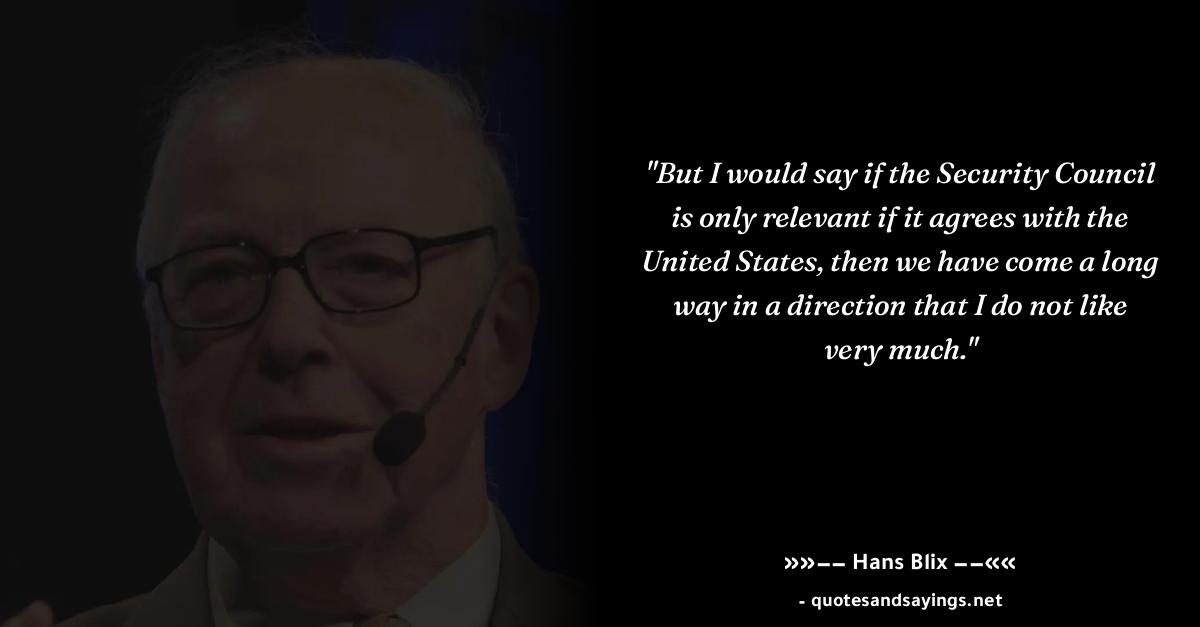 "But I would say if the Security Council
is only relevant if it agrees with the
United States, then we have come a long
way in a direction that I do not like
very much."
»»−− Hans Blix −−««
- quotesandsayings.net